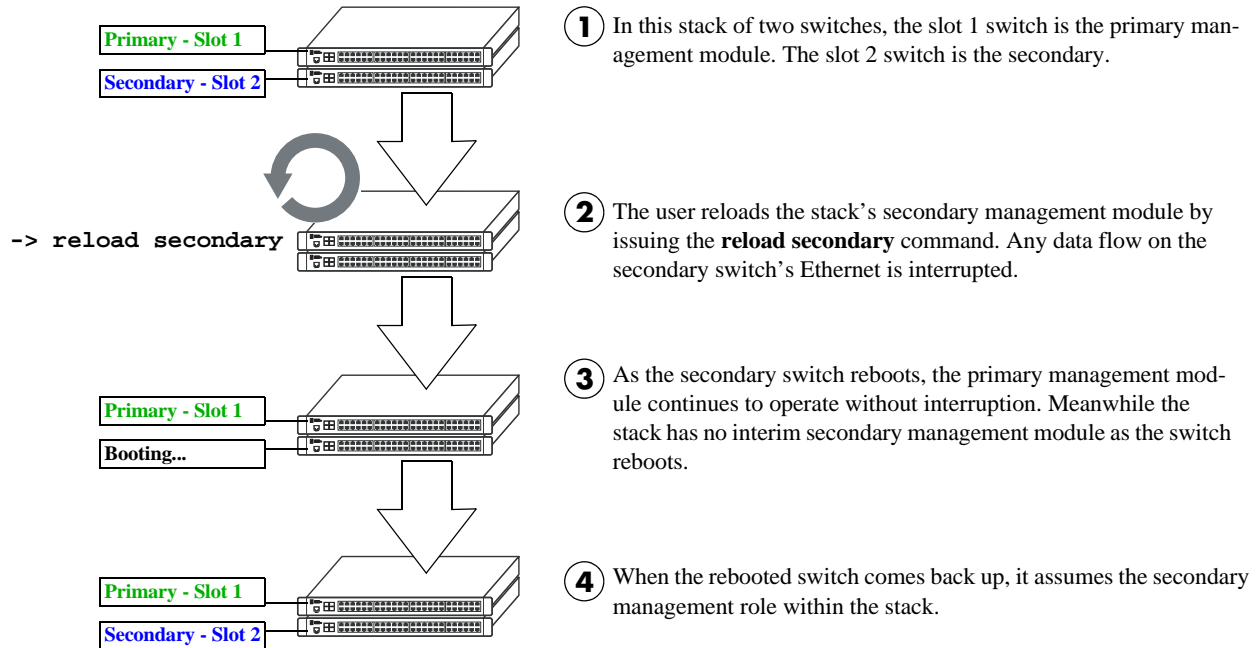 Primary - Slot 1
Secondary - Slot 2
1 In this stack of two switches, the slot 1 switch is the primary man-
agement module. The slot 2 switch is the secondary.
-> reload secondary
2 The user reloads the stack’s secondary management module by
issuing the reload secondary command. Any data flow on the
secondary switch’s Ethernet is interrupted.
Primary - Slot 1
Booting...
3 As the secondary switch reboots, the primary management mod-
ule continues to operate without interruption. Meanwhile the
stack has no interim secondary management module as the switch
reboots.
Primary - Slot 1
Secondary - Slot 2
4 When the rebooted switch comes back up, it assumes the secondary
management role within the stack.